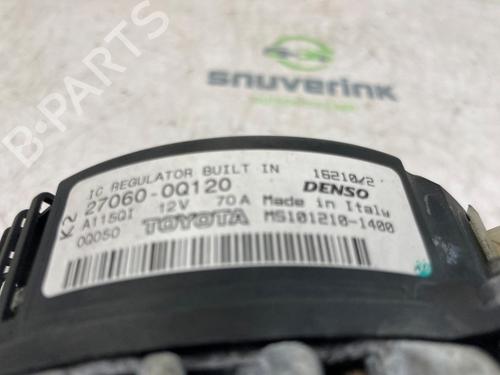 snuverink
B-PARTS
IC REGULATOR BUILT IN
K2 27060-0Q120
16210/2
DENSO
A115QI 12V 70A Made in Italy
0Q050 TOYOTA MS101210-1400